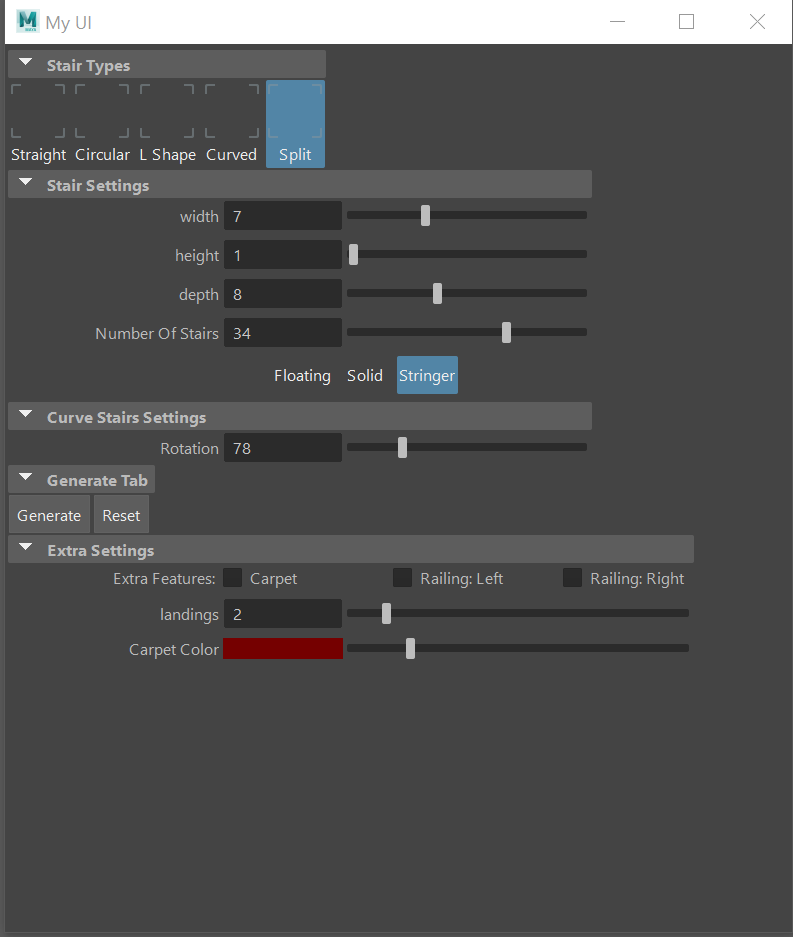 My UI
Stair Types
Straight Circular L Shape Curved Split
Stair Settings
width 7
height 1
depth 8
Number Of Stairs 34
Floating Solid Stringer
Curve Stairs Settings
Rotation 78
Generate Tab
Generate Reset
Extra Settings
Extra Features: Carpet Railing: Left Railing: Right
landings 2
Carpet Color